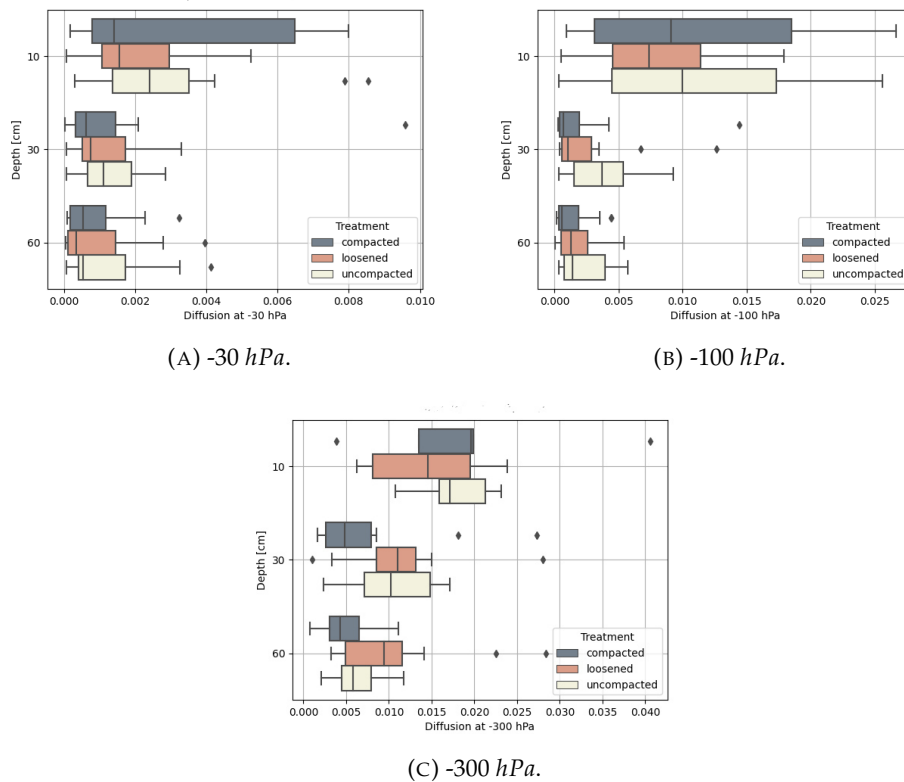 10
30
60
Depth [cm]
Treatment
compacted
loosened
uncompacted
0.000 0.002 0.004 0.006 0.008 0.010
Diffusion at -30 hPa
(A) -30 hPa.
10
30
60
Depth [cm]
Treatment
compacted
loosened
uncompacted
0.000 0.005 0.010 0.015 0.020 0.025
Diffusion at -100 hPa
(B) -100 hPa.
10
30
60
Depth [cm]
Treatment
compacted
loosened
uncompacted
0.000 0.005 0.010 0.015 0.020 0.025 0.030 0.035 0.040
Diffusion at -300 hPa
(C) -300 hPa.